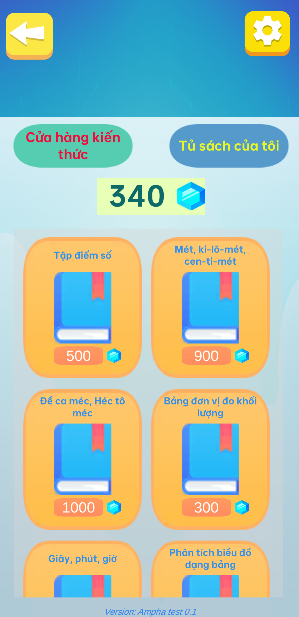 Cửa hàng kiến
thức
Tủ sách của tôi
340
Tập điểm số
500
Mét, ki-lô-mét,
cen-ti-mét
900
Đề ca méc, Héc tô
méc
1000
Bảng đơn vị đo khối
lượng
300
Giây, phút, giờ
Phân tích biểu đồ
dạng bảng
Version: Ampha test 0.1